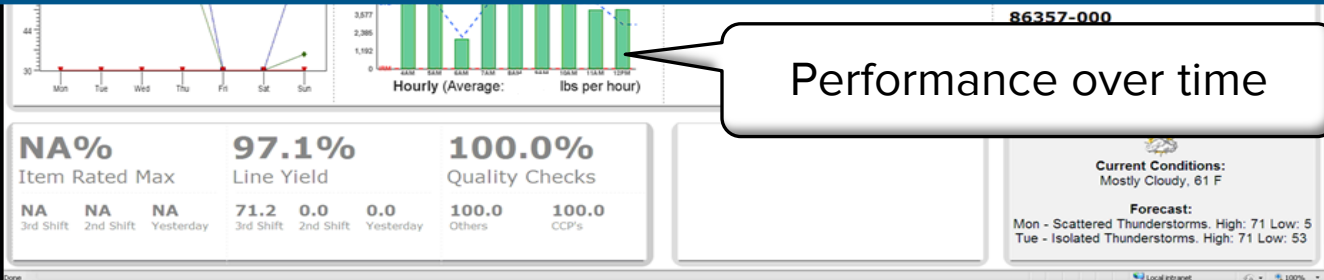 86357-000
44
30
Mon Tue Wed Thu Fri Sat Sun
3,577
2,385
1,192
0
4AM 5AM 6AM 7AM 8AM 9AM 10AM 11AM 12PM
Hourly (Average: lbs per hour)
Performance over time
NA%
Item Rated Max
NA NA NA
3rd Shift 2nd Shift Yesterday
97.1%
Line Yield
71.2 0.0 0.0
3rd Shift 2nd Shift Yesterday
100.0%
Quality Checks
100.0 100.0
Others CCP's
Current Conditions:
Mostly Cloudy, 61 F
Forecast:
Mon - Scattered Thunderstorms. High: 71 Low: 5
Tue - Isolated Thunderstorms. High: 71 Low: 53
Done
Local intranet
100%